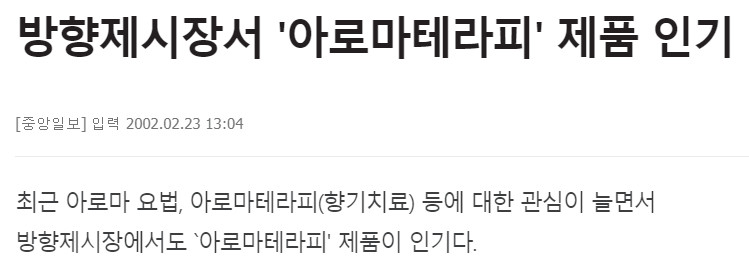 방향제시장서 '아로마테라피' 제품 인기
[중앙일보] 입력 2002.02.23 13:04
최근 아로마 요법, 아로마테라피(향기치료) 등에 대한 관심이 늘면서
방향제시장에서도 `아로마테라피' 제품이 인기다.